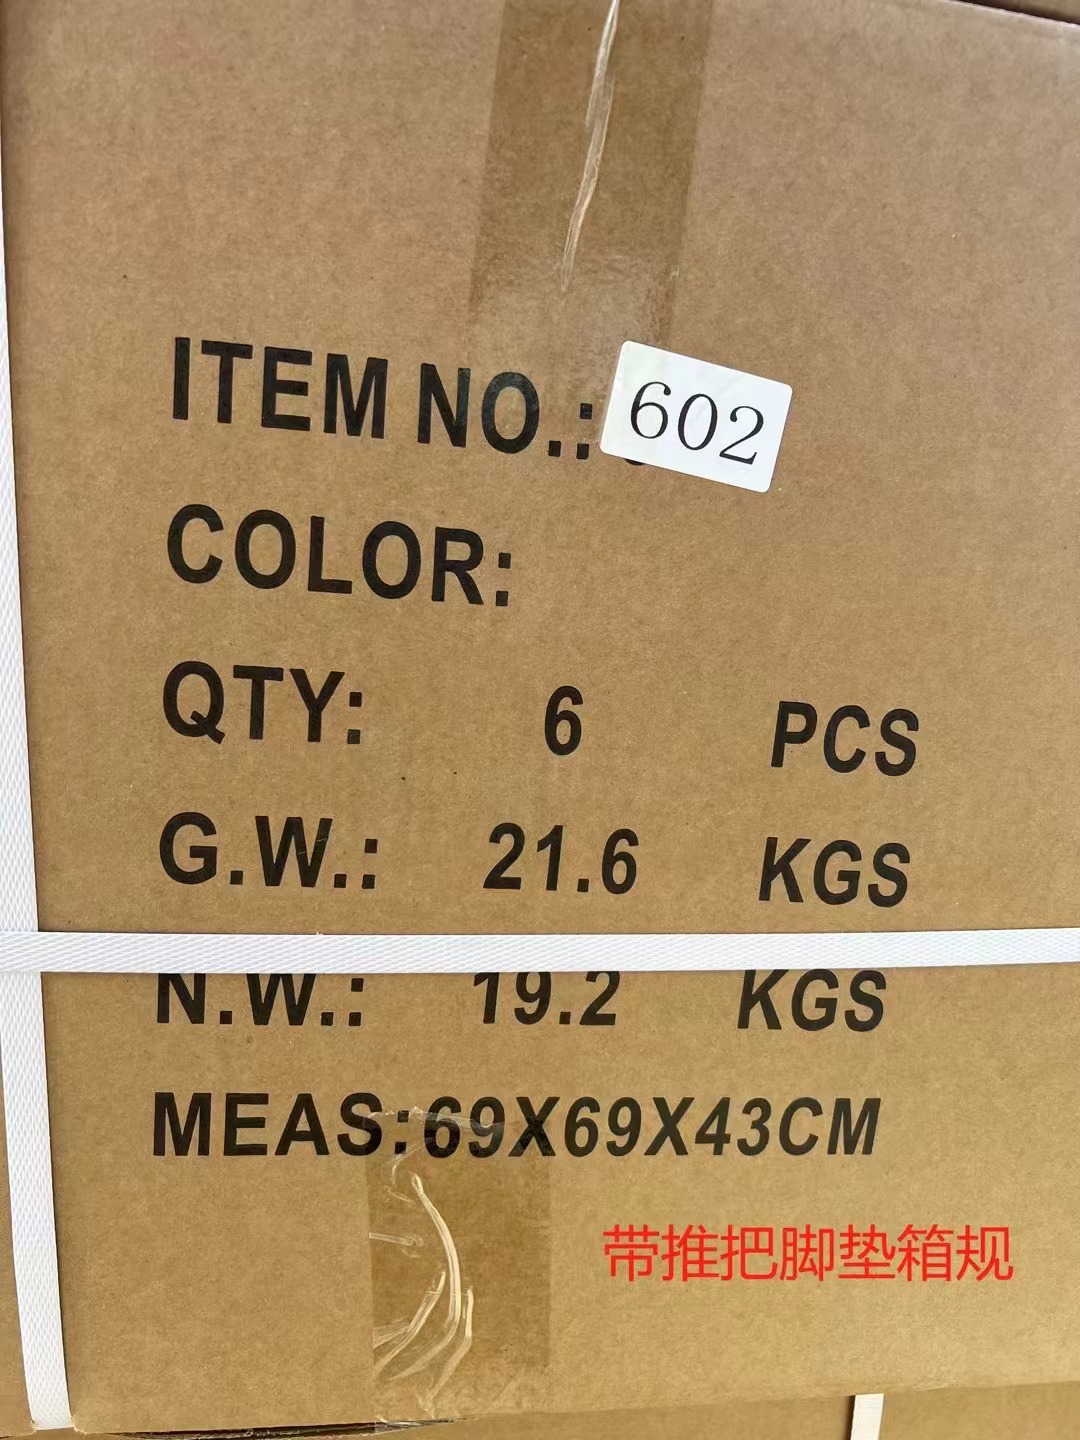 ITEM NO.: 602
COLOR:
QTY: 6 PCS
G.W.: 21.6 KGS
N.W.: 19.2 KGS
MEAS:69X69X43CM
带推把脚垫箱规